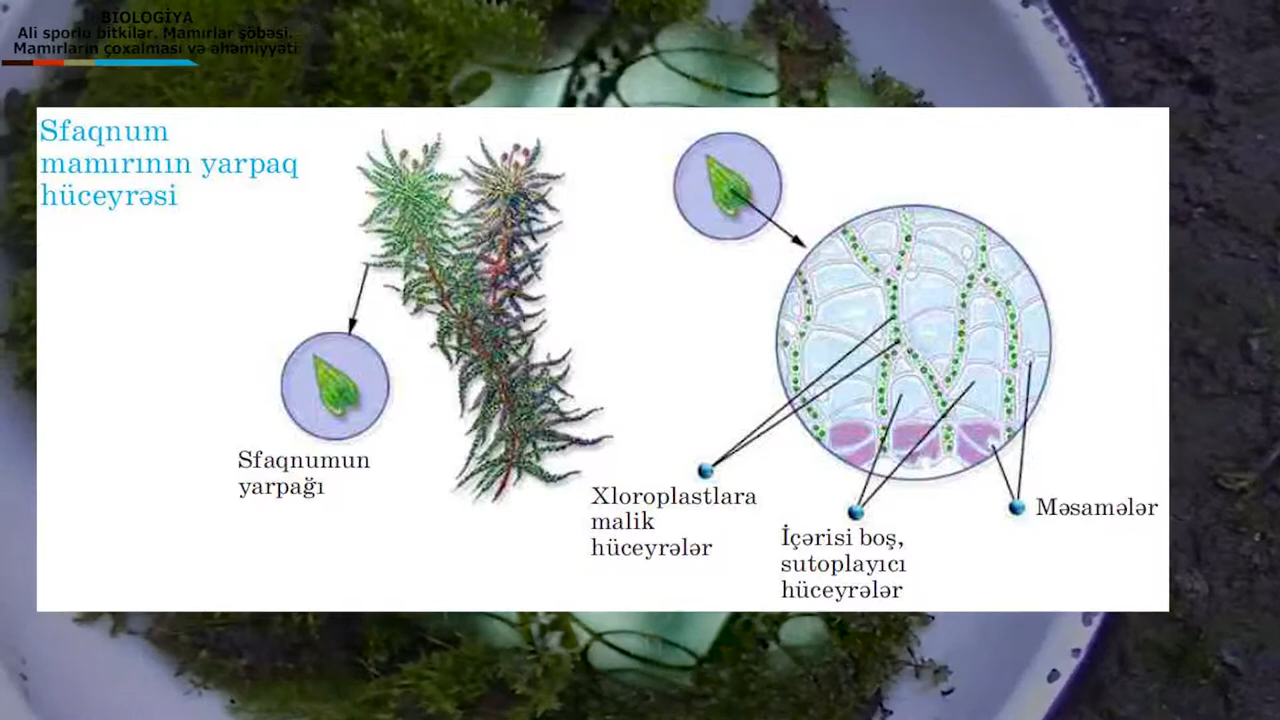 BIOLOGİYA
Ali sporlu bitkilər. Mamırlar şöbəsi.
Mamırların çoxalması və əhəmiyyəti
Sfaqnum
mamırının yarpaq
hüceyrəsi
Sfaqnumun
yarpağı
Xloroplastlara
malik
hüceyrələr
İçərisi boş,
sutoplayıcı
hüceyrələr
Məsamələr